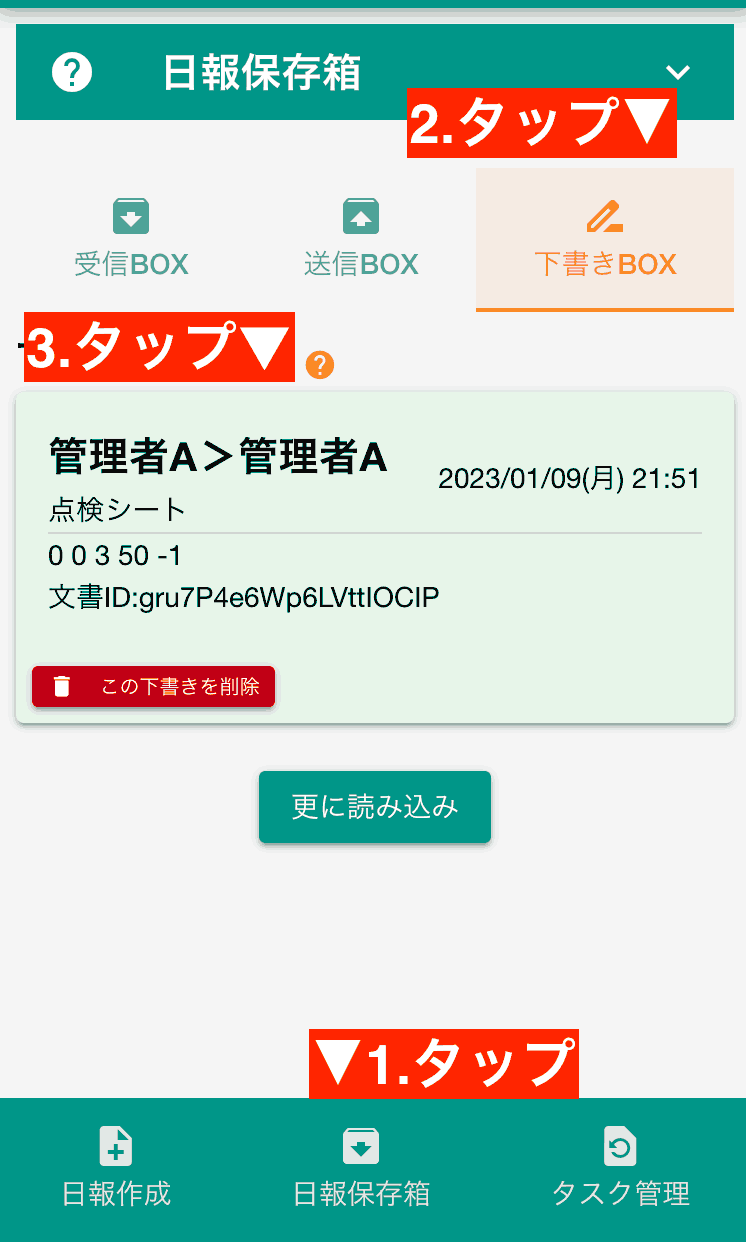 日報保存箱
2.タップ▼
受信BOX
送信BOX
下書きBOX
3.タップ▼
管理者A＞管理者A
2023/01/09(月) 21:51
点検シート
0 0 3 50 -1
文書ID:gru7P4e6Wp6LVttIOCIP
この下書きを削除
更に読み込み
▼1.タップ
日報作成
日報保存箱
タスク管理